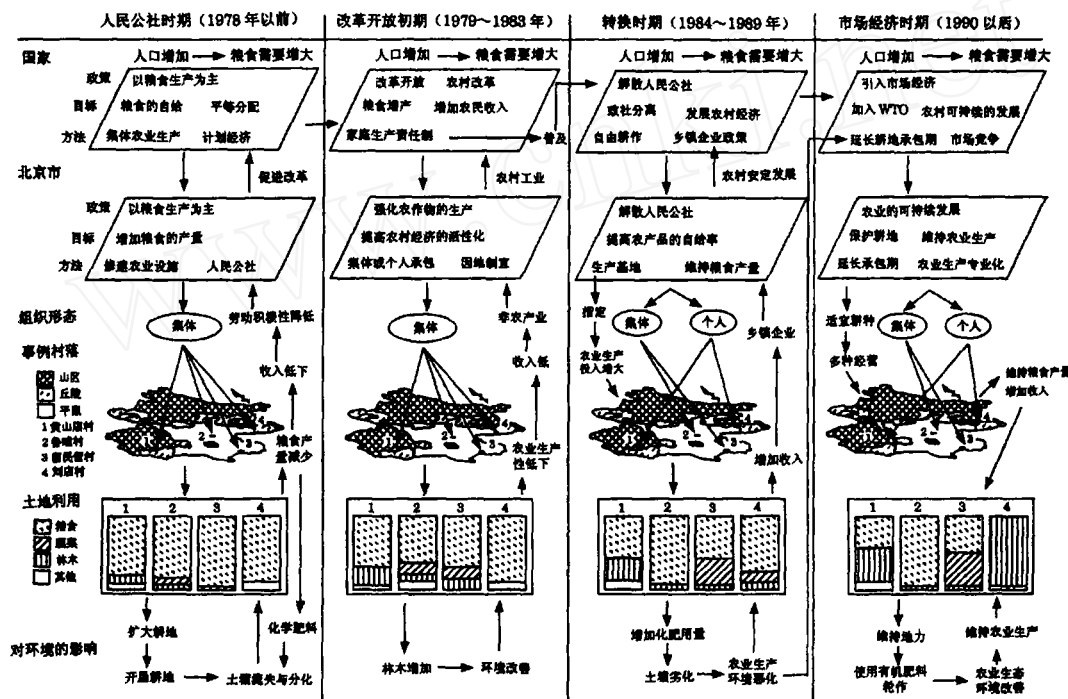 人民公社时期（1978年以前）
改革开放初期（1979～1983年）
转换时期（1984～1989年）
市场经济时期（1990以后）
国家
人口增加 → 粮食需要增大
人口增加 → 粮食需要增大
人口增加 → 粮食需要增大
人口增加 → 粮食需要增大
政策
以粮食生产为主
改革开放 农村改革
解散人民公社
引入市场经济
目标
粮食的自给 平等分配
粮食增产 增加农民收入
政社分离 发展农村经济
加入WTO 农村可持续的发展
方法
集体农业生产 计划经济
家庭生产责任制
普及
自由耕作 乡镇企业政策
延长耕地承包期 市场竞争
北京市
促进改革
农村工业
农村安定发展
政策
以粮食生产为主
强化农作物的生产
解散人民公社
农业的可持续发展
目标
增加粮食的产量
提高农村经济的活性化
提高农产品的自给率
保护耕地 维持农业生产
方法
修建农业设施 人民公社
集体或个人承包 因地制宜
生产基地 维持粮食产量
延长承包期 农业生产专业化
组织形态
集体
劳动积极性降低
集体
非农产业
指定
集体
个人
乡镇企业
适宜新种
集体
个人
事例村落
收入低下
收入低
农业生产
投入增大
多种经营
维持粮食产量
增加收入
山区
丘陵
平原
1 黄山店村
2
3 留民营村
4 刘店村
1
2
3
4
1
2
3
4
1
2
3
4
1
2
3
4
粮食产
量减少
农业生产
性低下
增加收入
土地利用
粮食
蔬菜
林木
其他
1 2 3 4
1 2 3 4
1 2 3 4
1 2 3 4
对环境的影响
扩大耕地
化学肥料
开垦耕地
土壤流失与分化
林木增加
环境改善
增加化肥用量
土壤劣化
农业生产
环境恶化
维持地力
维持农业生产
使用有机肥料
轮作
农业生态
环境改善